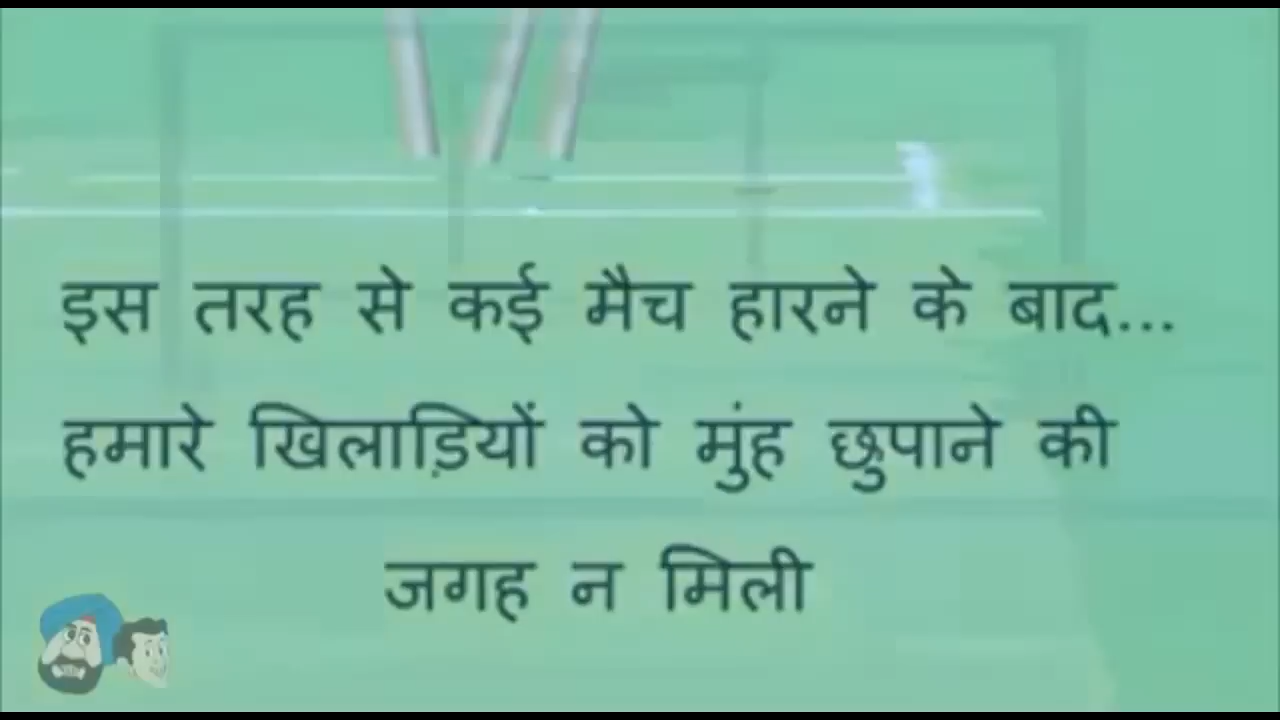 इस तरह से कई मैच हारने के बाद...
हमारे खिलाड़ियों को मुंह छुपाने की
जगह न मिली